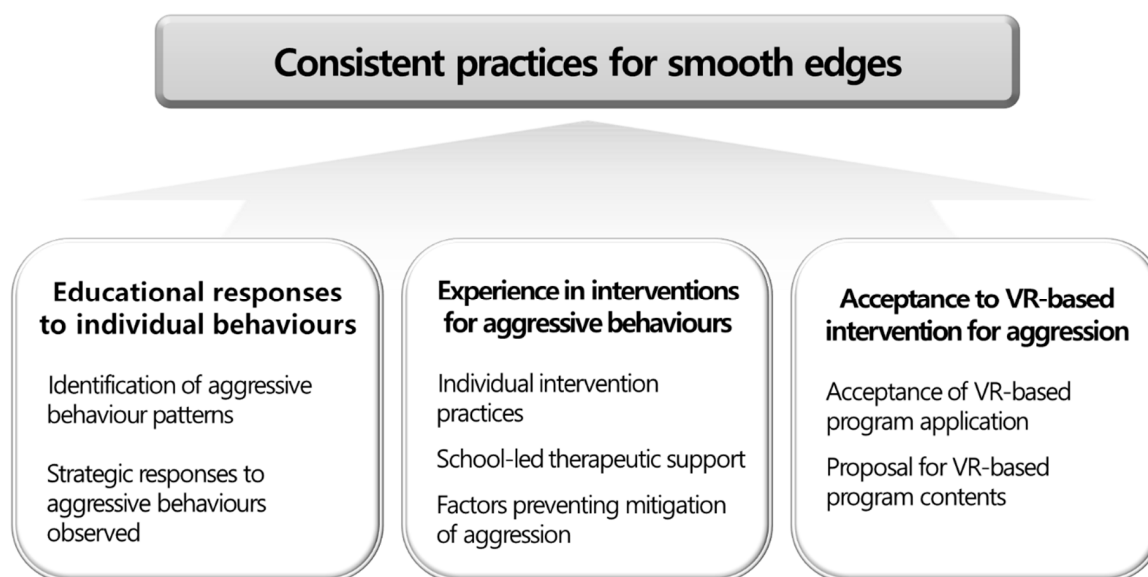 Consistent practices for smooth edges
Educational responses
to individual behaviours
Identification of aggressive
behaviour patterns
Strategic responses to
aggressive behaviours
observed
Experience in interventions
for aggressive behaviours
Individual intervention
practices
School-led therapeutic support
Factors preventing mitigation
of aggression
Acceptance to VR-based
intervention for aggression
Acceptance of VR-based
program application
Proposal for VR-based
program contents